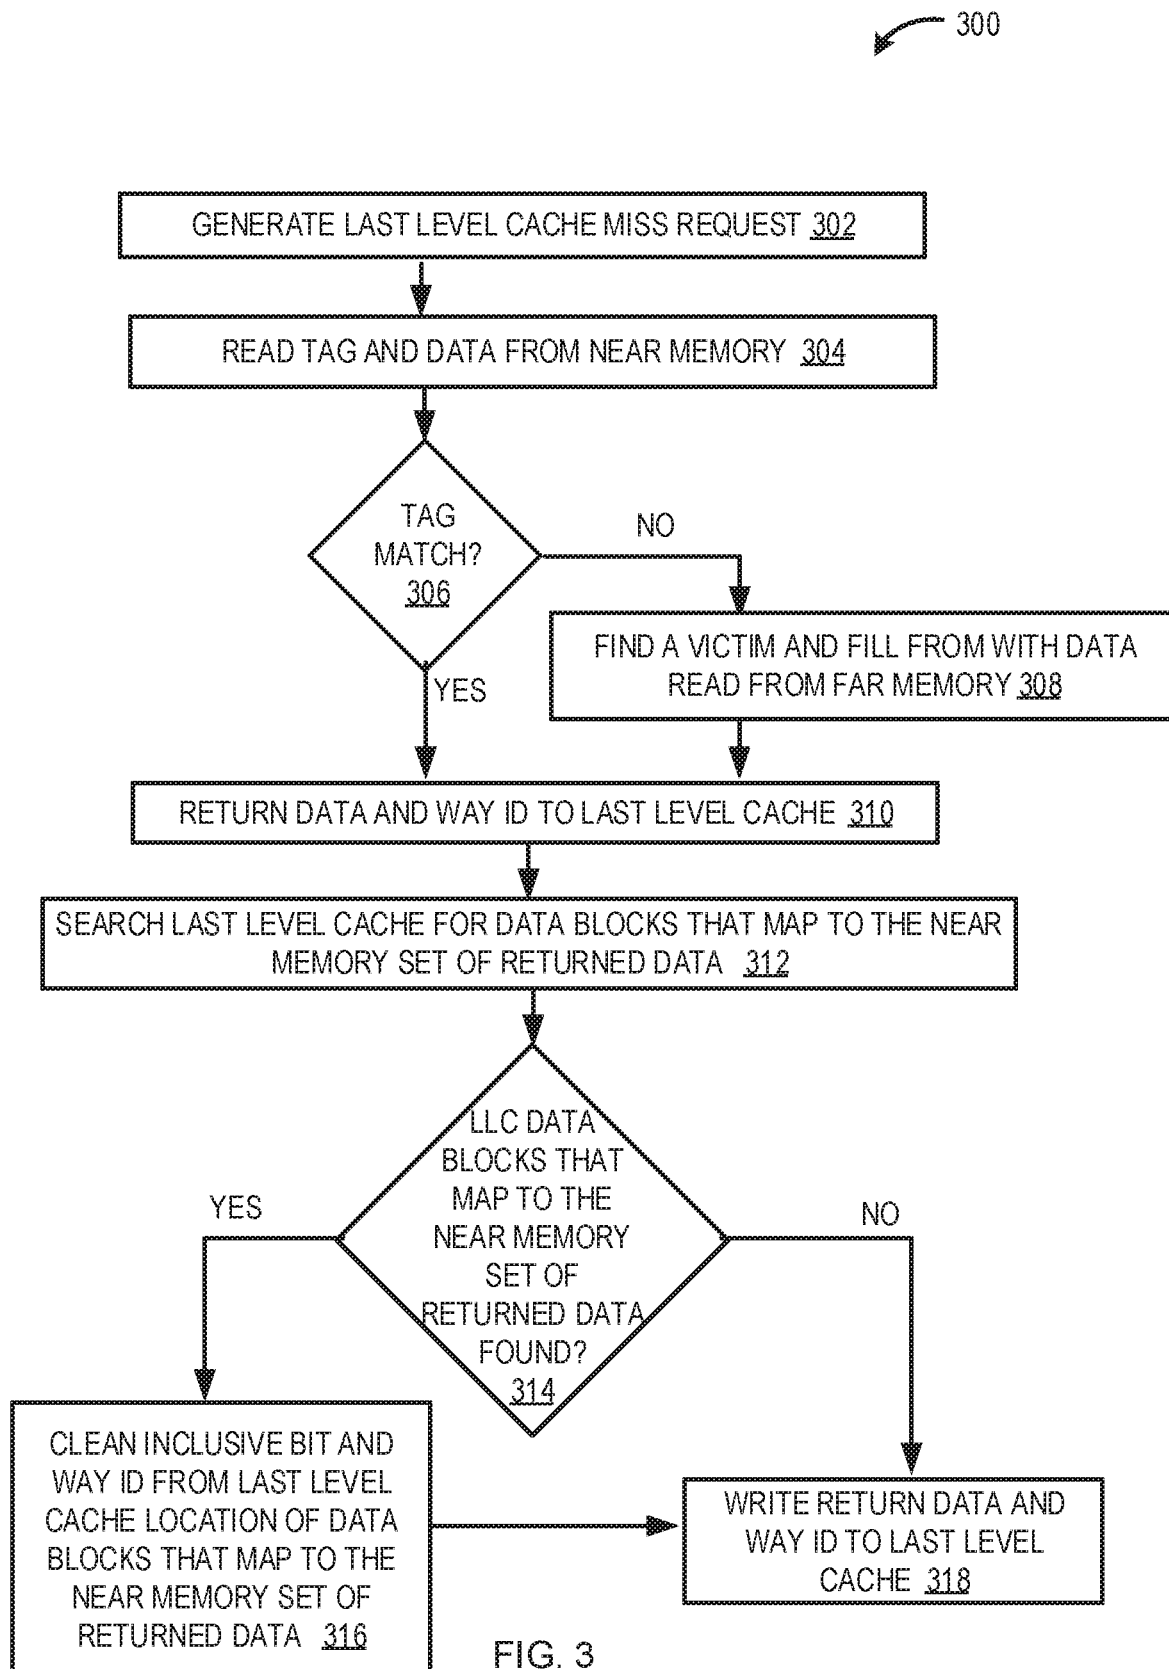 300
GENERATE LAST LEVEL CACHE MISS REQUEST 302
READ TAG AND DATA FROM NEAR MEMORY 304
TAG
MATCH?
306
NO
YES
FIND A VICTIM AND FILL FROM WITH DATA
READ FROM FAR MEMORY 308
RETURN DATA AND WAY ID TO LAST LEVEL CACHE 310
SEARCH LAST LEVEL CACHE FOR DATA BLOCKS THAT MAP TO THE NEAR
MEMORY SET OF RETURNED DATA 312
LLC DATA
BLOCKS THAT
MAP TO THE
NEAR MEMORY
SET OF
RETURNED DATA
FOUND?
314
YES
NO
CLEAN INCLUSIVE BIT AND
WAY ID FROM LAST LEVEL
CACHE LOCATION OF DATA
BLOCKS THAT MAP TO THE
NEAR MEMORY SET OF
RETURNED DATA 316
WRITE RETURN DATA AND
WAY ID TO LAST LEVEL
CACHE 318
FIG. 3